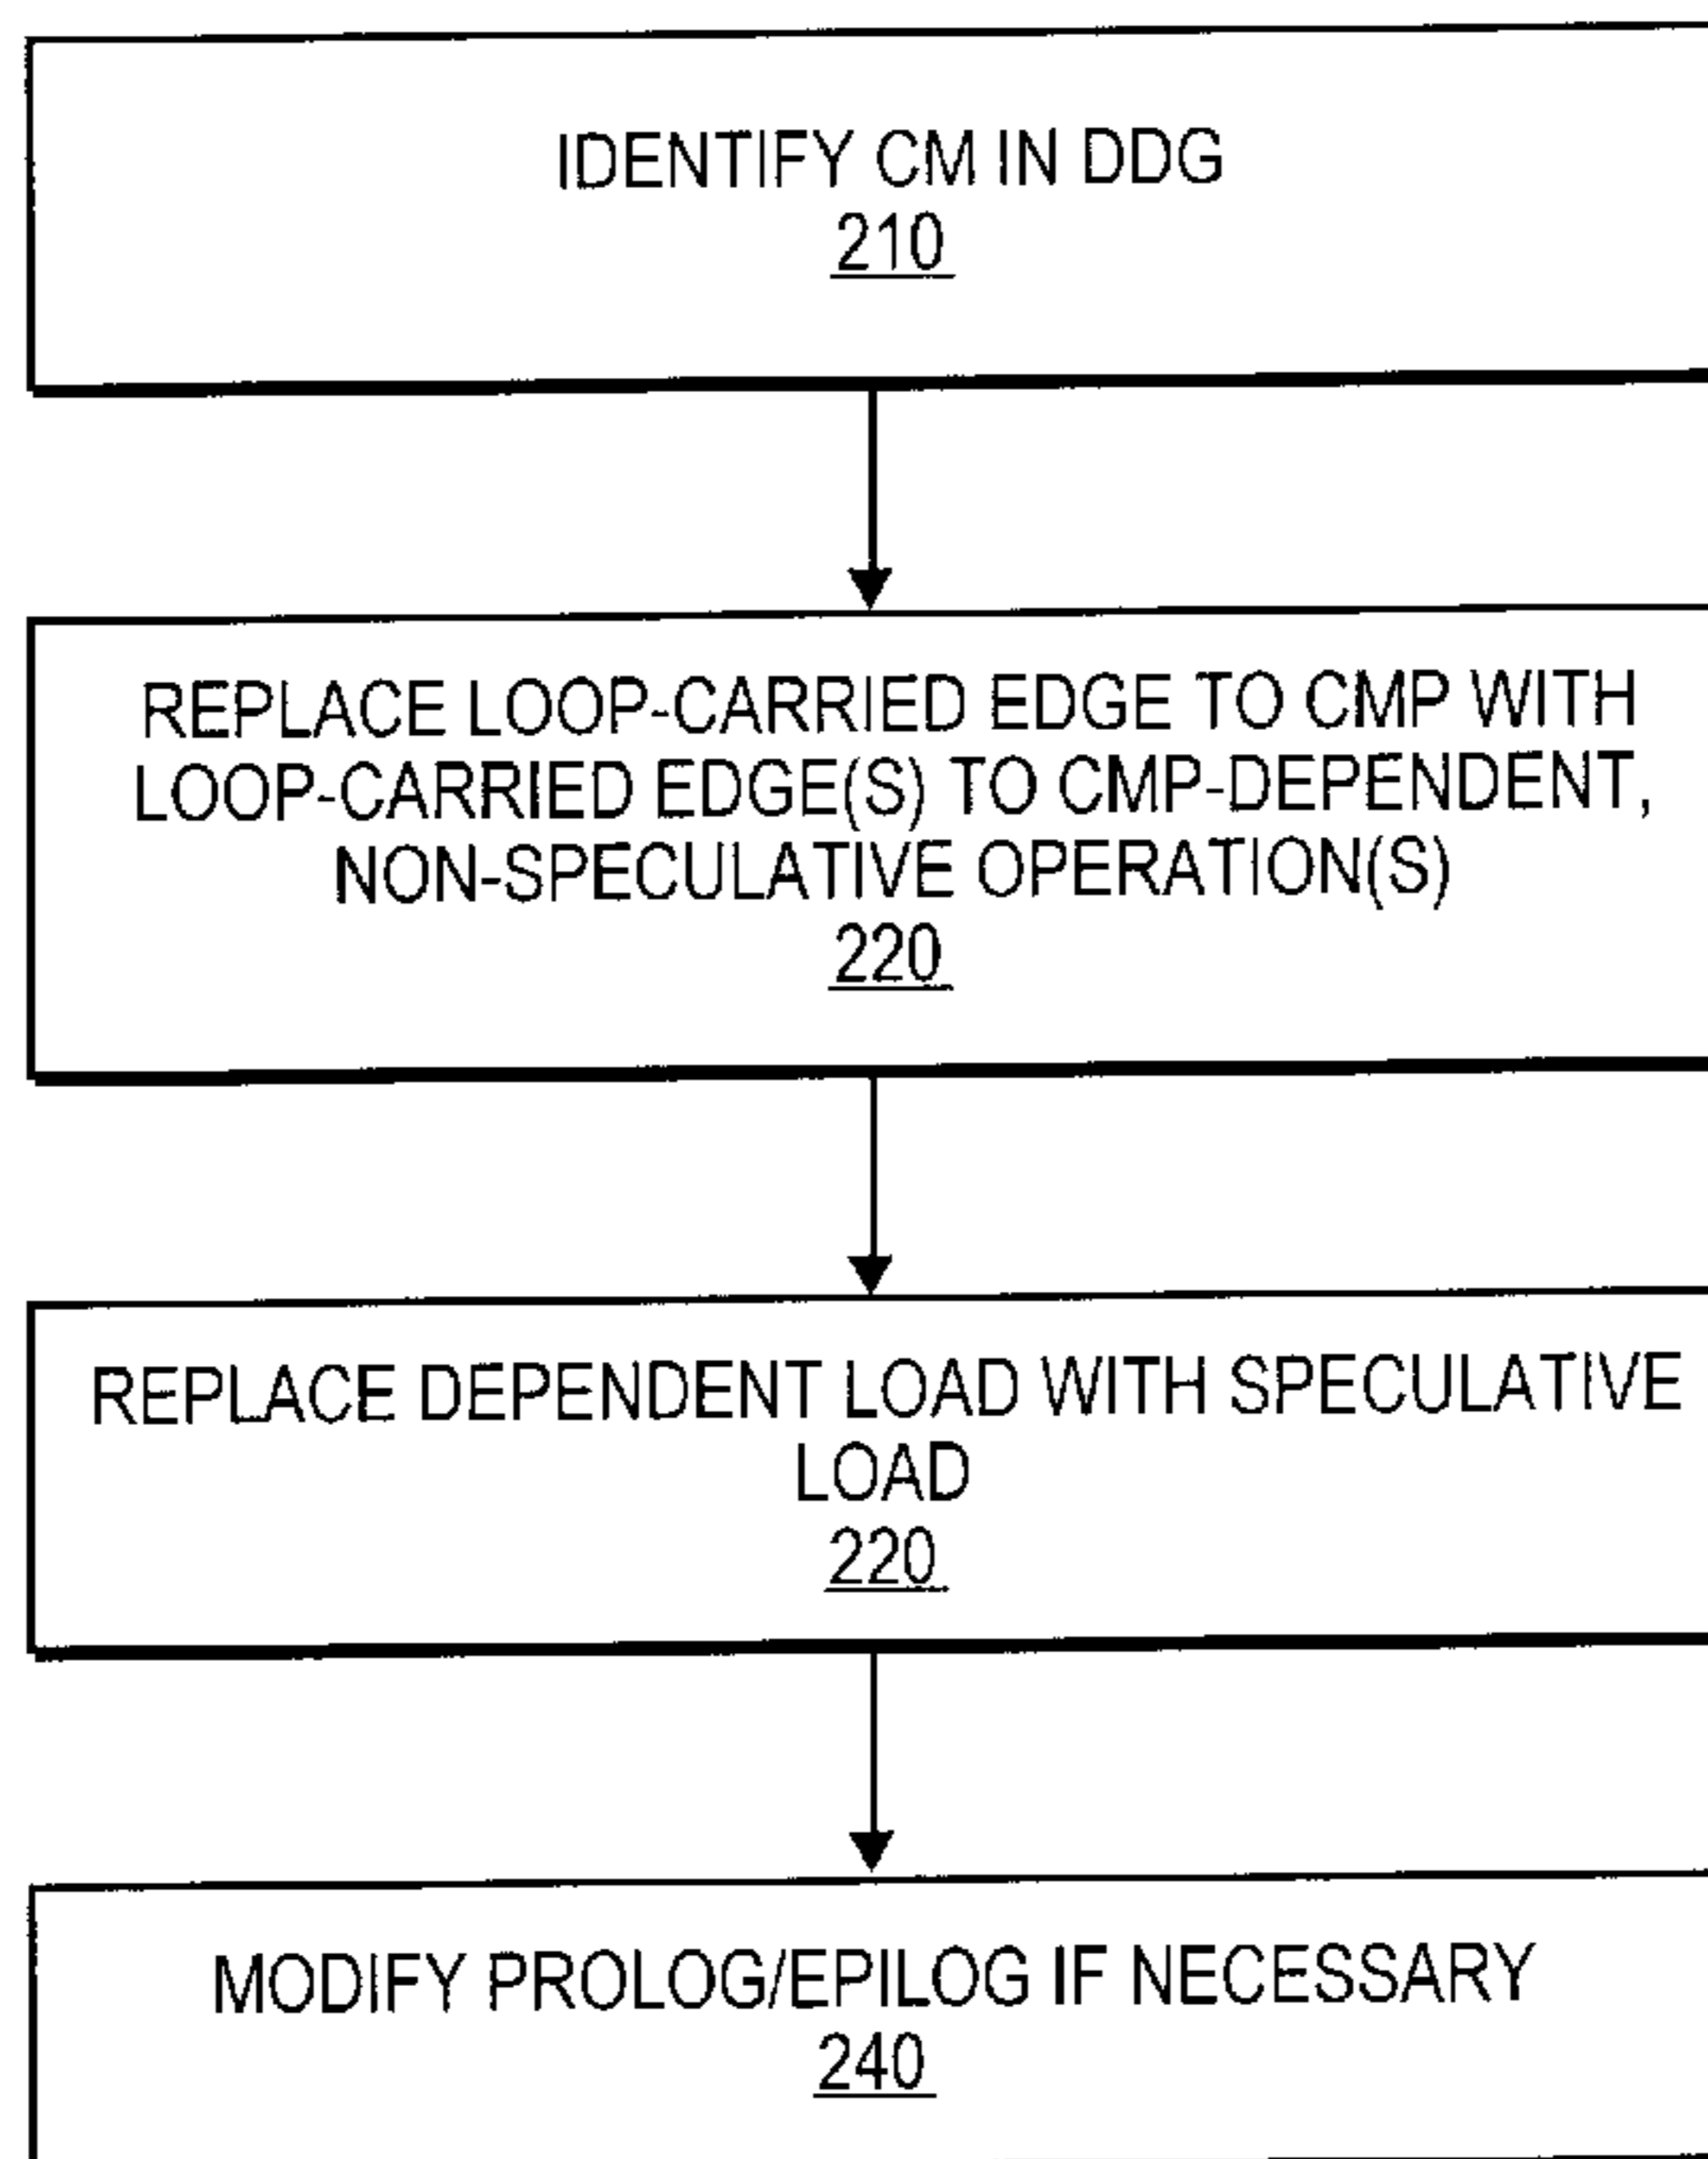 IDENTIFY CM IN DDG
210
REPLACE LOOP-CARRIED EDGE TO CMP WITH
LOOP-CARRIED EDGE(S) TO CMP-DEPENDENT,
NON-SPECULATIVE OPERATION(S)
220
REPLACE DEPENDENT LOAD WITH SPECULATIVE
LOAD
220
MODIFY PROLOG/EPILOG IF NECESSARY
240